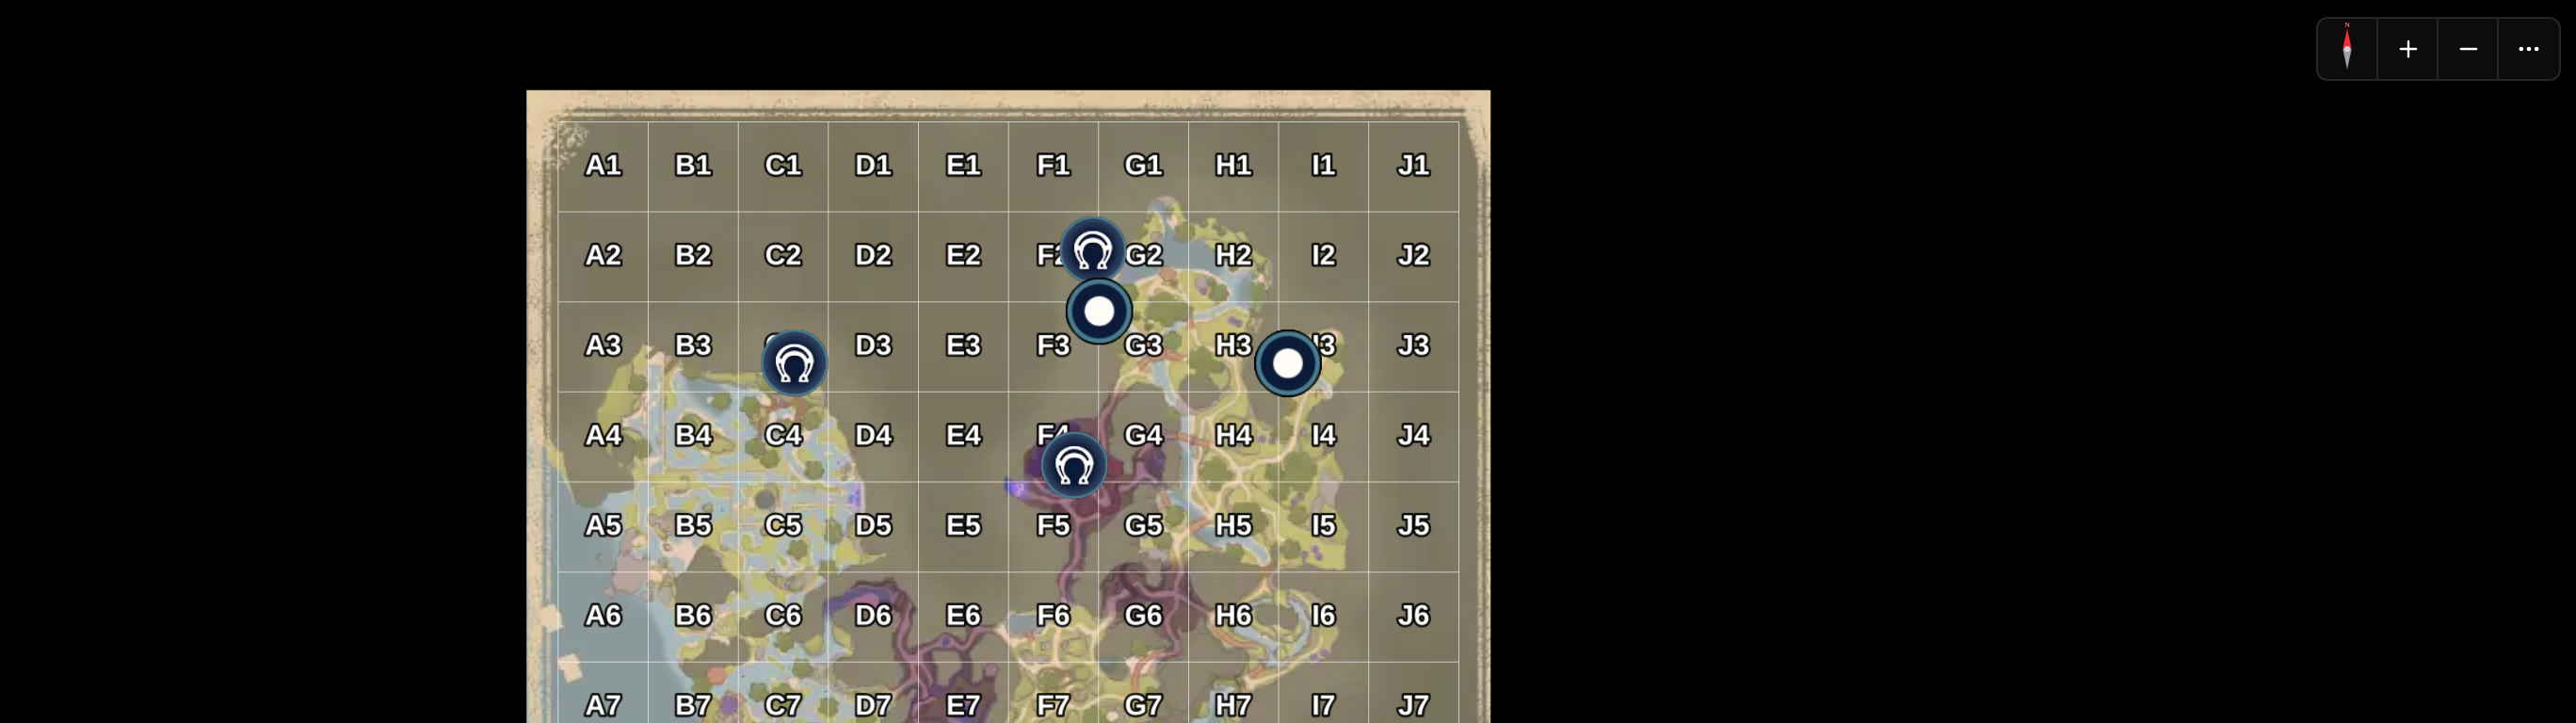 N
A1 B1 C1 D1 E1 F1 G1 H1 I1 J1
A2 B2 C2 D2 E2 F2 G2 H2 I2 J2
A3 B3 D3 E3 F3 G3 H3 I3 J3
A4 B4 C4 D4 E4 F4 G4 H4 I4 J4
A5 B5 C5 D5 E5 F5 G5 H5 I5 J5
A6 B6 C6 D6 E6 F6 G6 H6 I6 J6
A7 B7 C7 D7 E7 F7 G7 H7 I7 J7